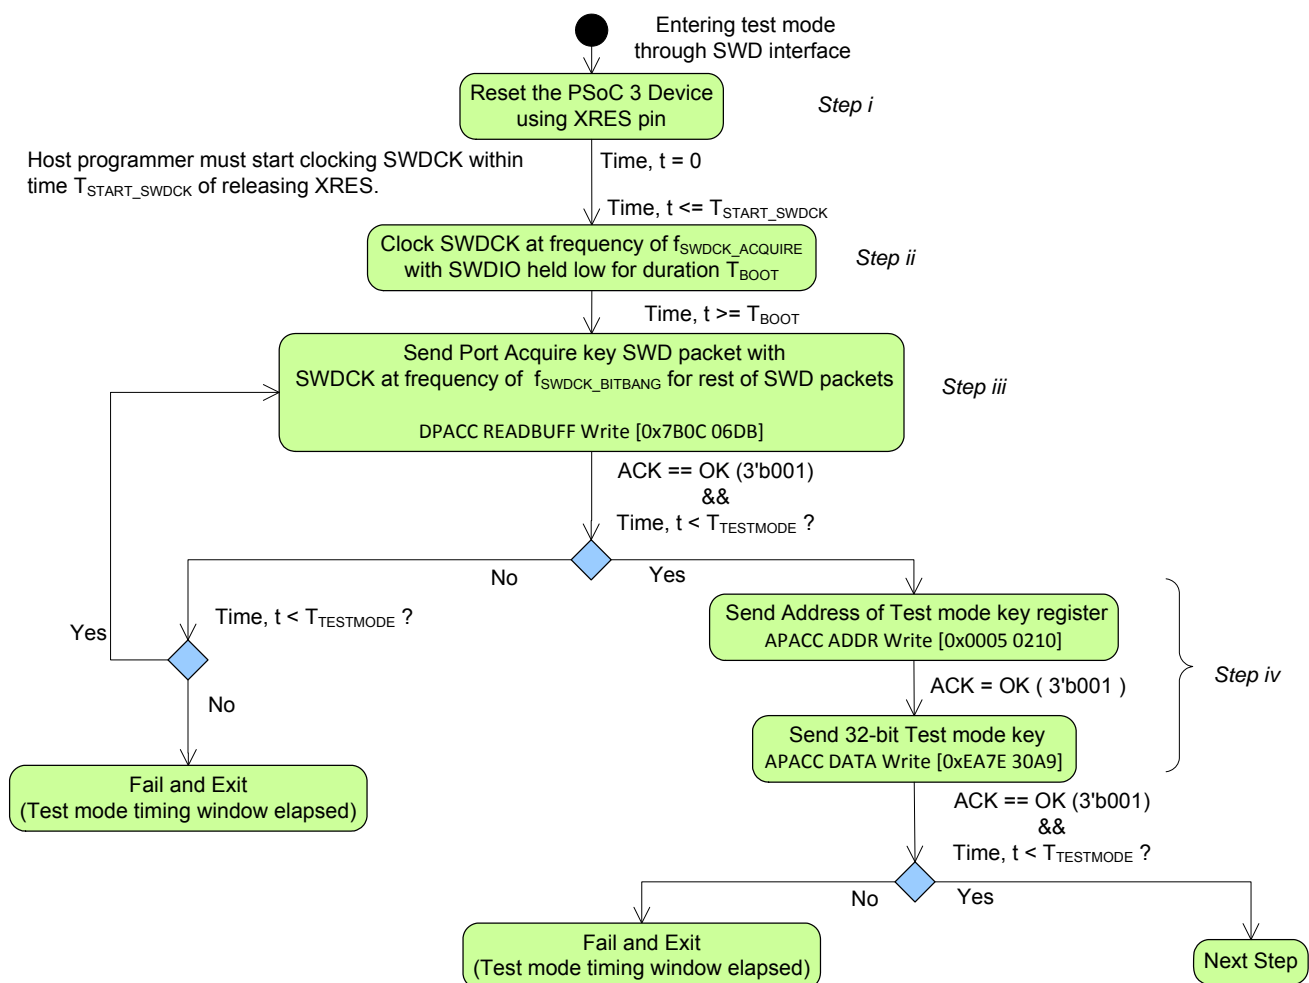 Entering test mode
through SWD interface
Reset the PSoC 3 Device
using XRES pin
Step i
Host programmer must start clocking SWDCK within
time TSTART_SWDCK of releasing XRES.
Time, t = 0
Time, t <= TSTART_SWDCK
Clock SWDCK at frequency of fSWDCK_ACQUIRE
with SWDIO held low for duration TBOOT
Step ii
Time, t >= TBOOT
Send Port Acquire key SWD packet with
SWDCK at frequency of fSWDCK_BITBANG for rest of SWD packets
DPACC READBUFF Write [0x7B0C 06DB]
Step iii
ACK == OK (3'b001)
&&
Time, t < TTESTMODE ?
No
Yes
Time, t < TTESTMODE ?
Yes
No
Fail and Exit
(Test mode timing window elapsed)
Send Address of Test mode key register
APACC ADDR Write [0x0005 0210]
ACK = OK ( 3'b001 )
Step iv
Send 32-bit Test mode key
APACC DATA Write [0xEA7E 30A9]
ACK == OK (3'b001)
&&
Time, t < TTESTMODE ?
No
Yes
Fail and Exit
(Test mode timing window elapsed)
Next Step